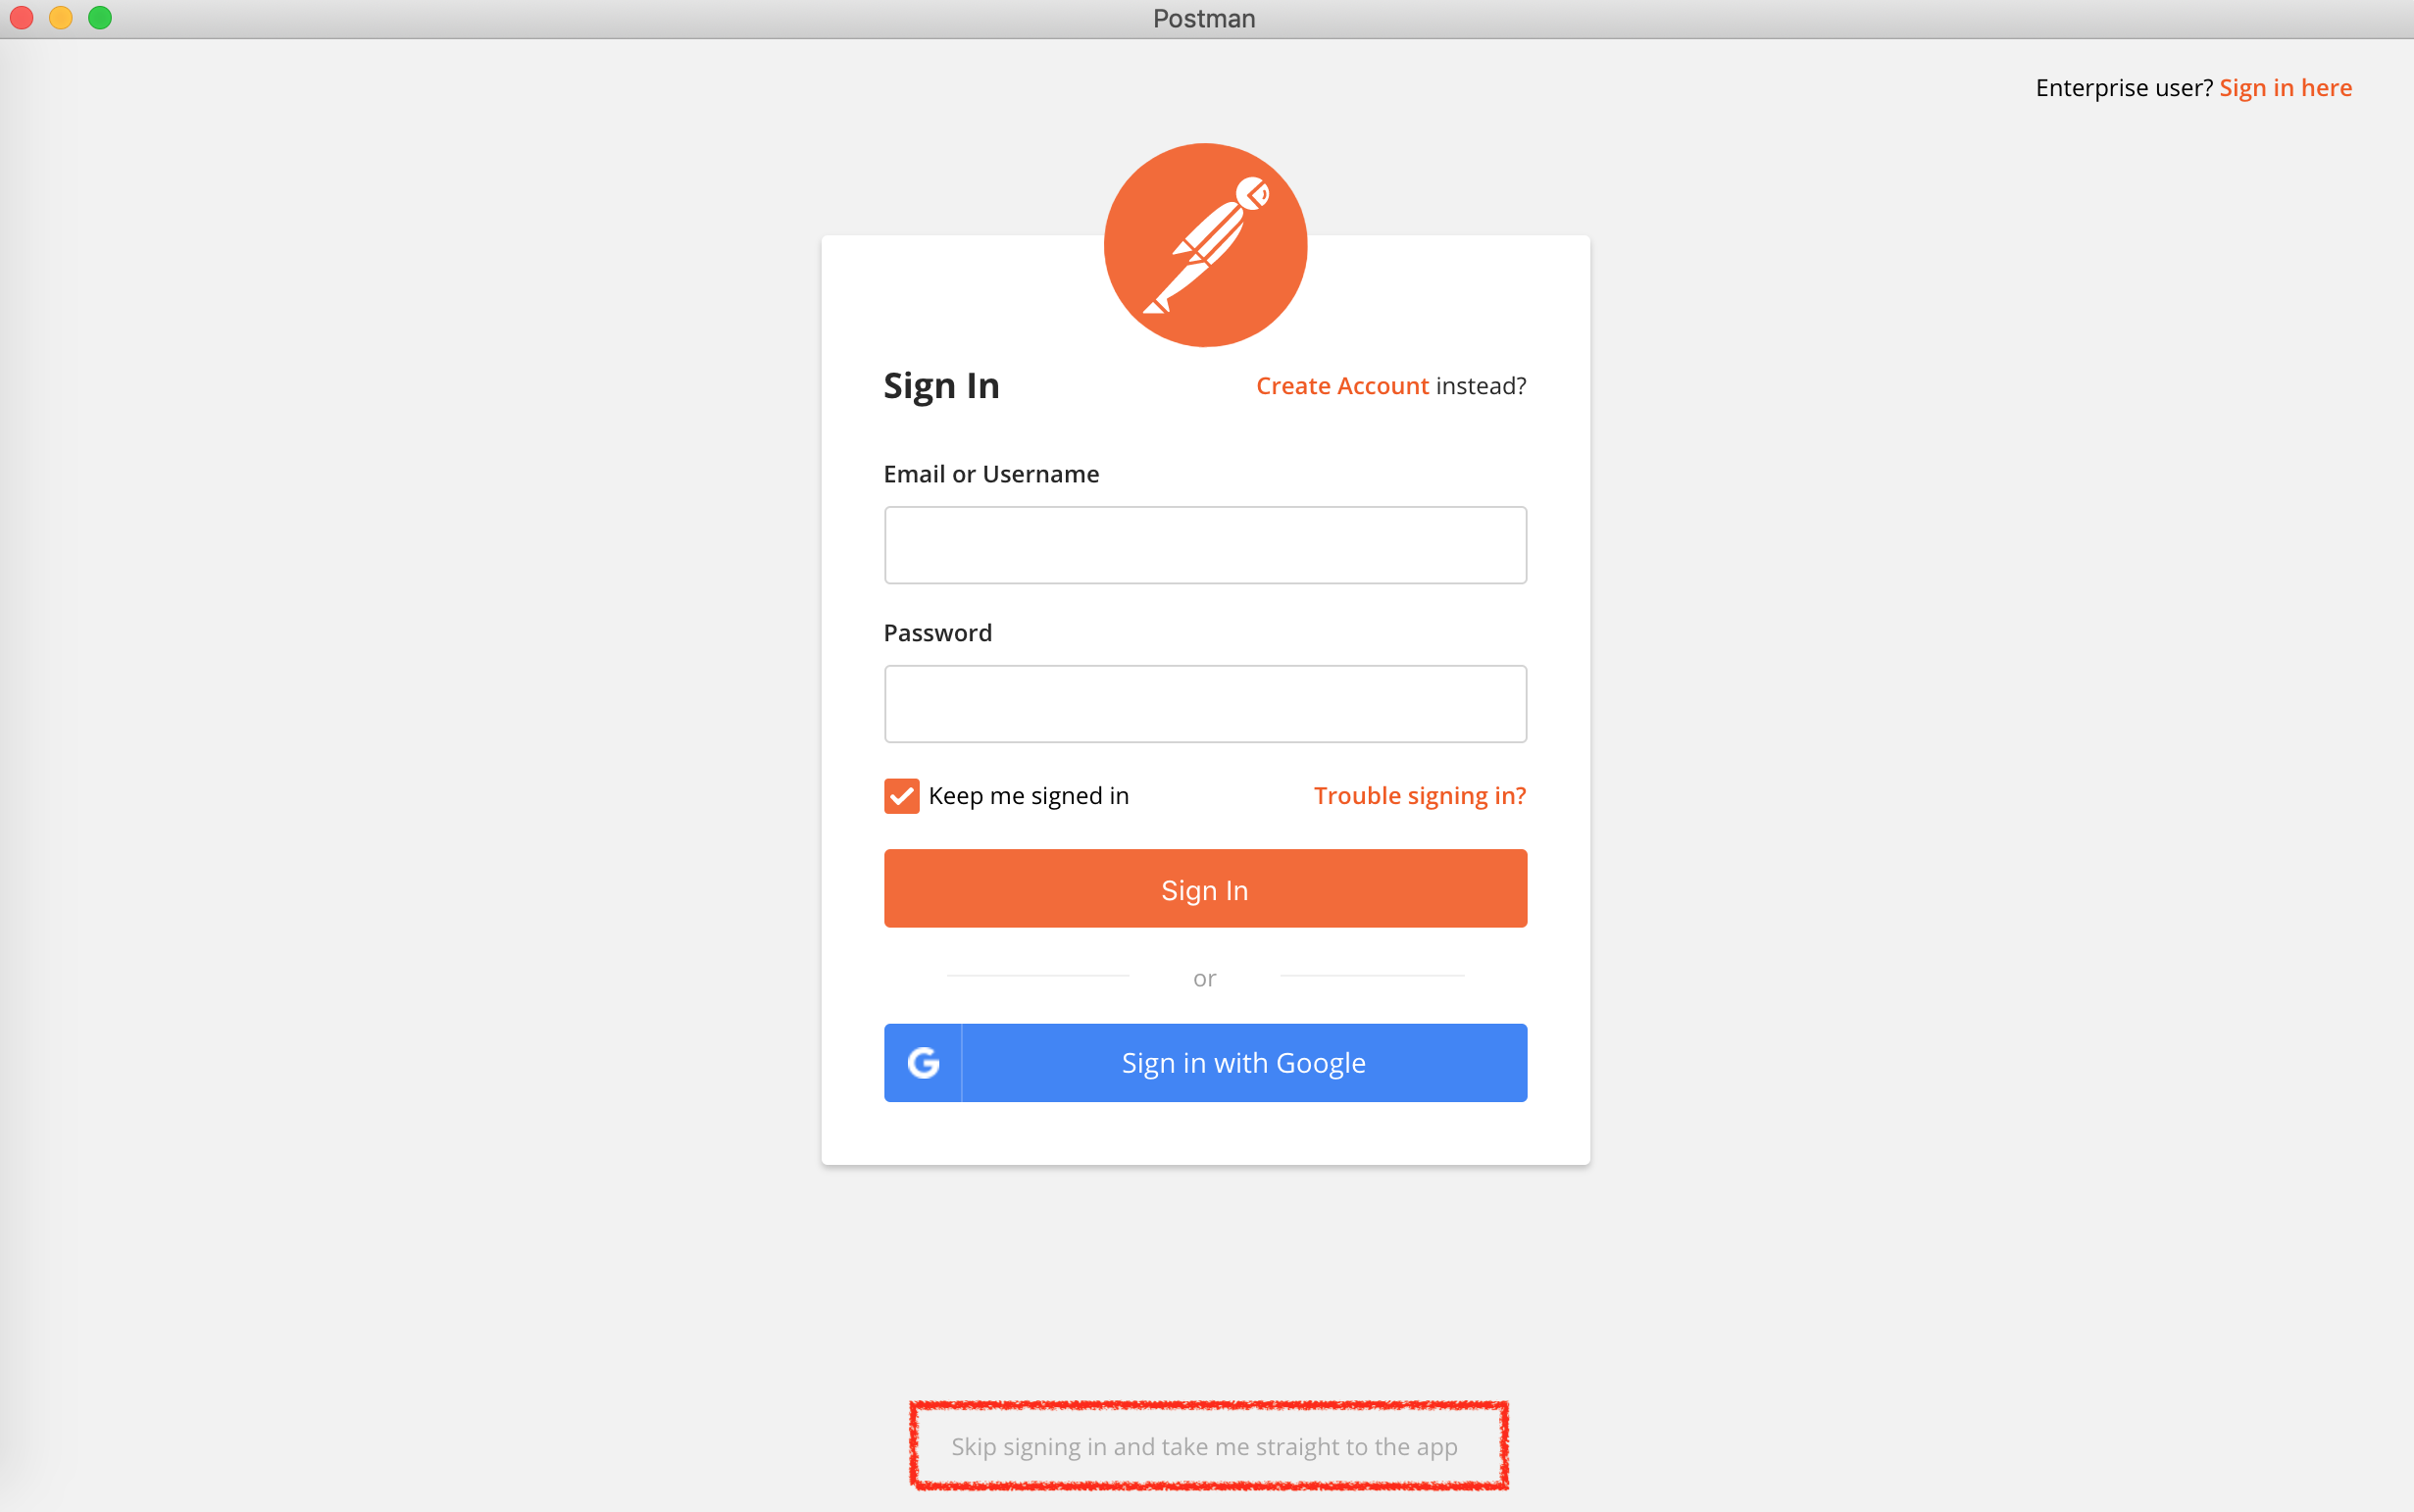 Postman
Enterprise user? Sign in here
Sign In
Create Account instead?
Email or Username
Password
Keep me signed in
Trouble signing in?
Sign In
or
G
Sign in with Google
Skip signing in and take me straight to the app